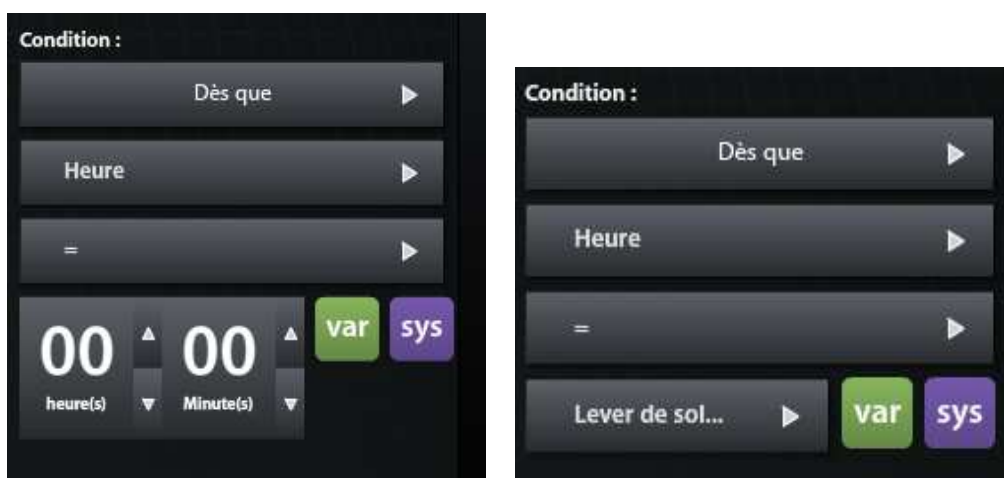 Condition :
Dès que
Heure
=
00 00 var sys
heure(s) Minute(s)
Condition :
Dès que
Heure
=
Lever de sol... var sys